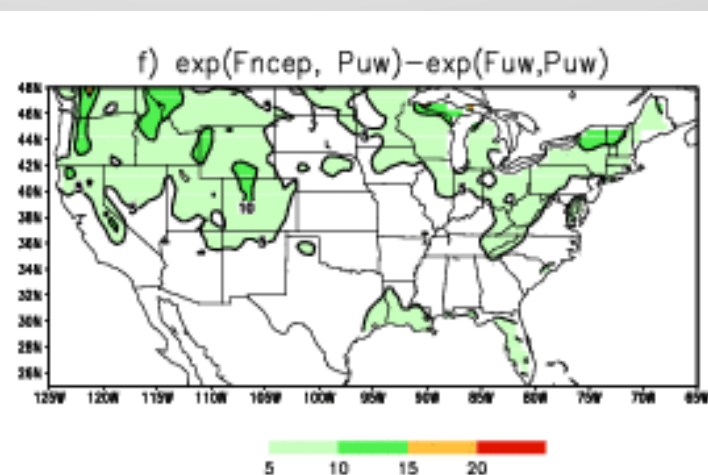 f) exp(Fncep, Puw)-exp(Fuw,Puw)
48N
46N
44N
42N
40N
38N
36N
34N
32N
30N
28N
26N
10
125W 120W 115W 110W 105W 100W 95W 90W 85W 80W 75W 70W 65W
5 10 15 20